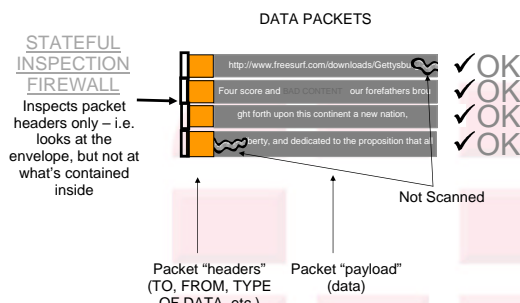 DATA PACKETS
STATEFUL
INSPECTION
FIREWALL
Inspects packet
headers only – i.e.
looks at the
envelope, but not at
what's contained
inside
http://www.freesurf.com/downloads/Gettysbu
OK
Four score and BAD CONTENT our forefathers brou
OK
ght forth upon this continent a new nation,
OK
berty, and dedicated to the proposition that all
OK
Not Scanned
Packet "headers"
(TO, FROM, TYPE
OF DATA, etc.)
Packet "payload"
(data)